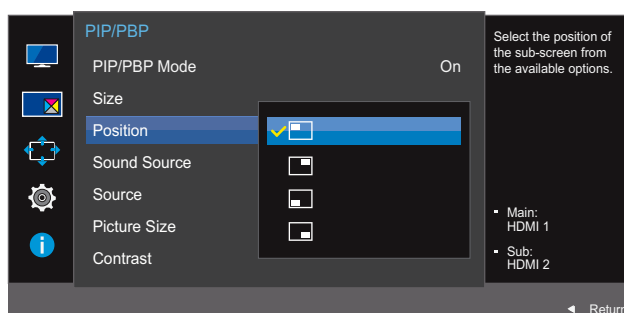 PIP/PBP
PIP/PBP Mode On
Size
Position
Sound Source
Source
Picture Size
Contrast
Select the position of
the sub-screen from
the available options.
Main:
HDMI 1
Sub:
HDMI 2
Return